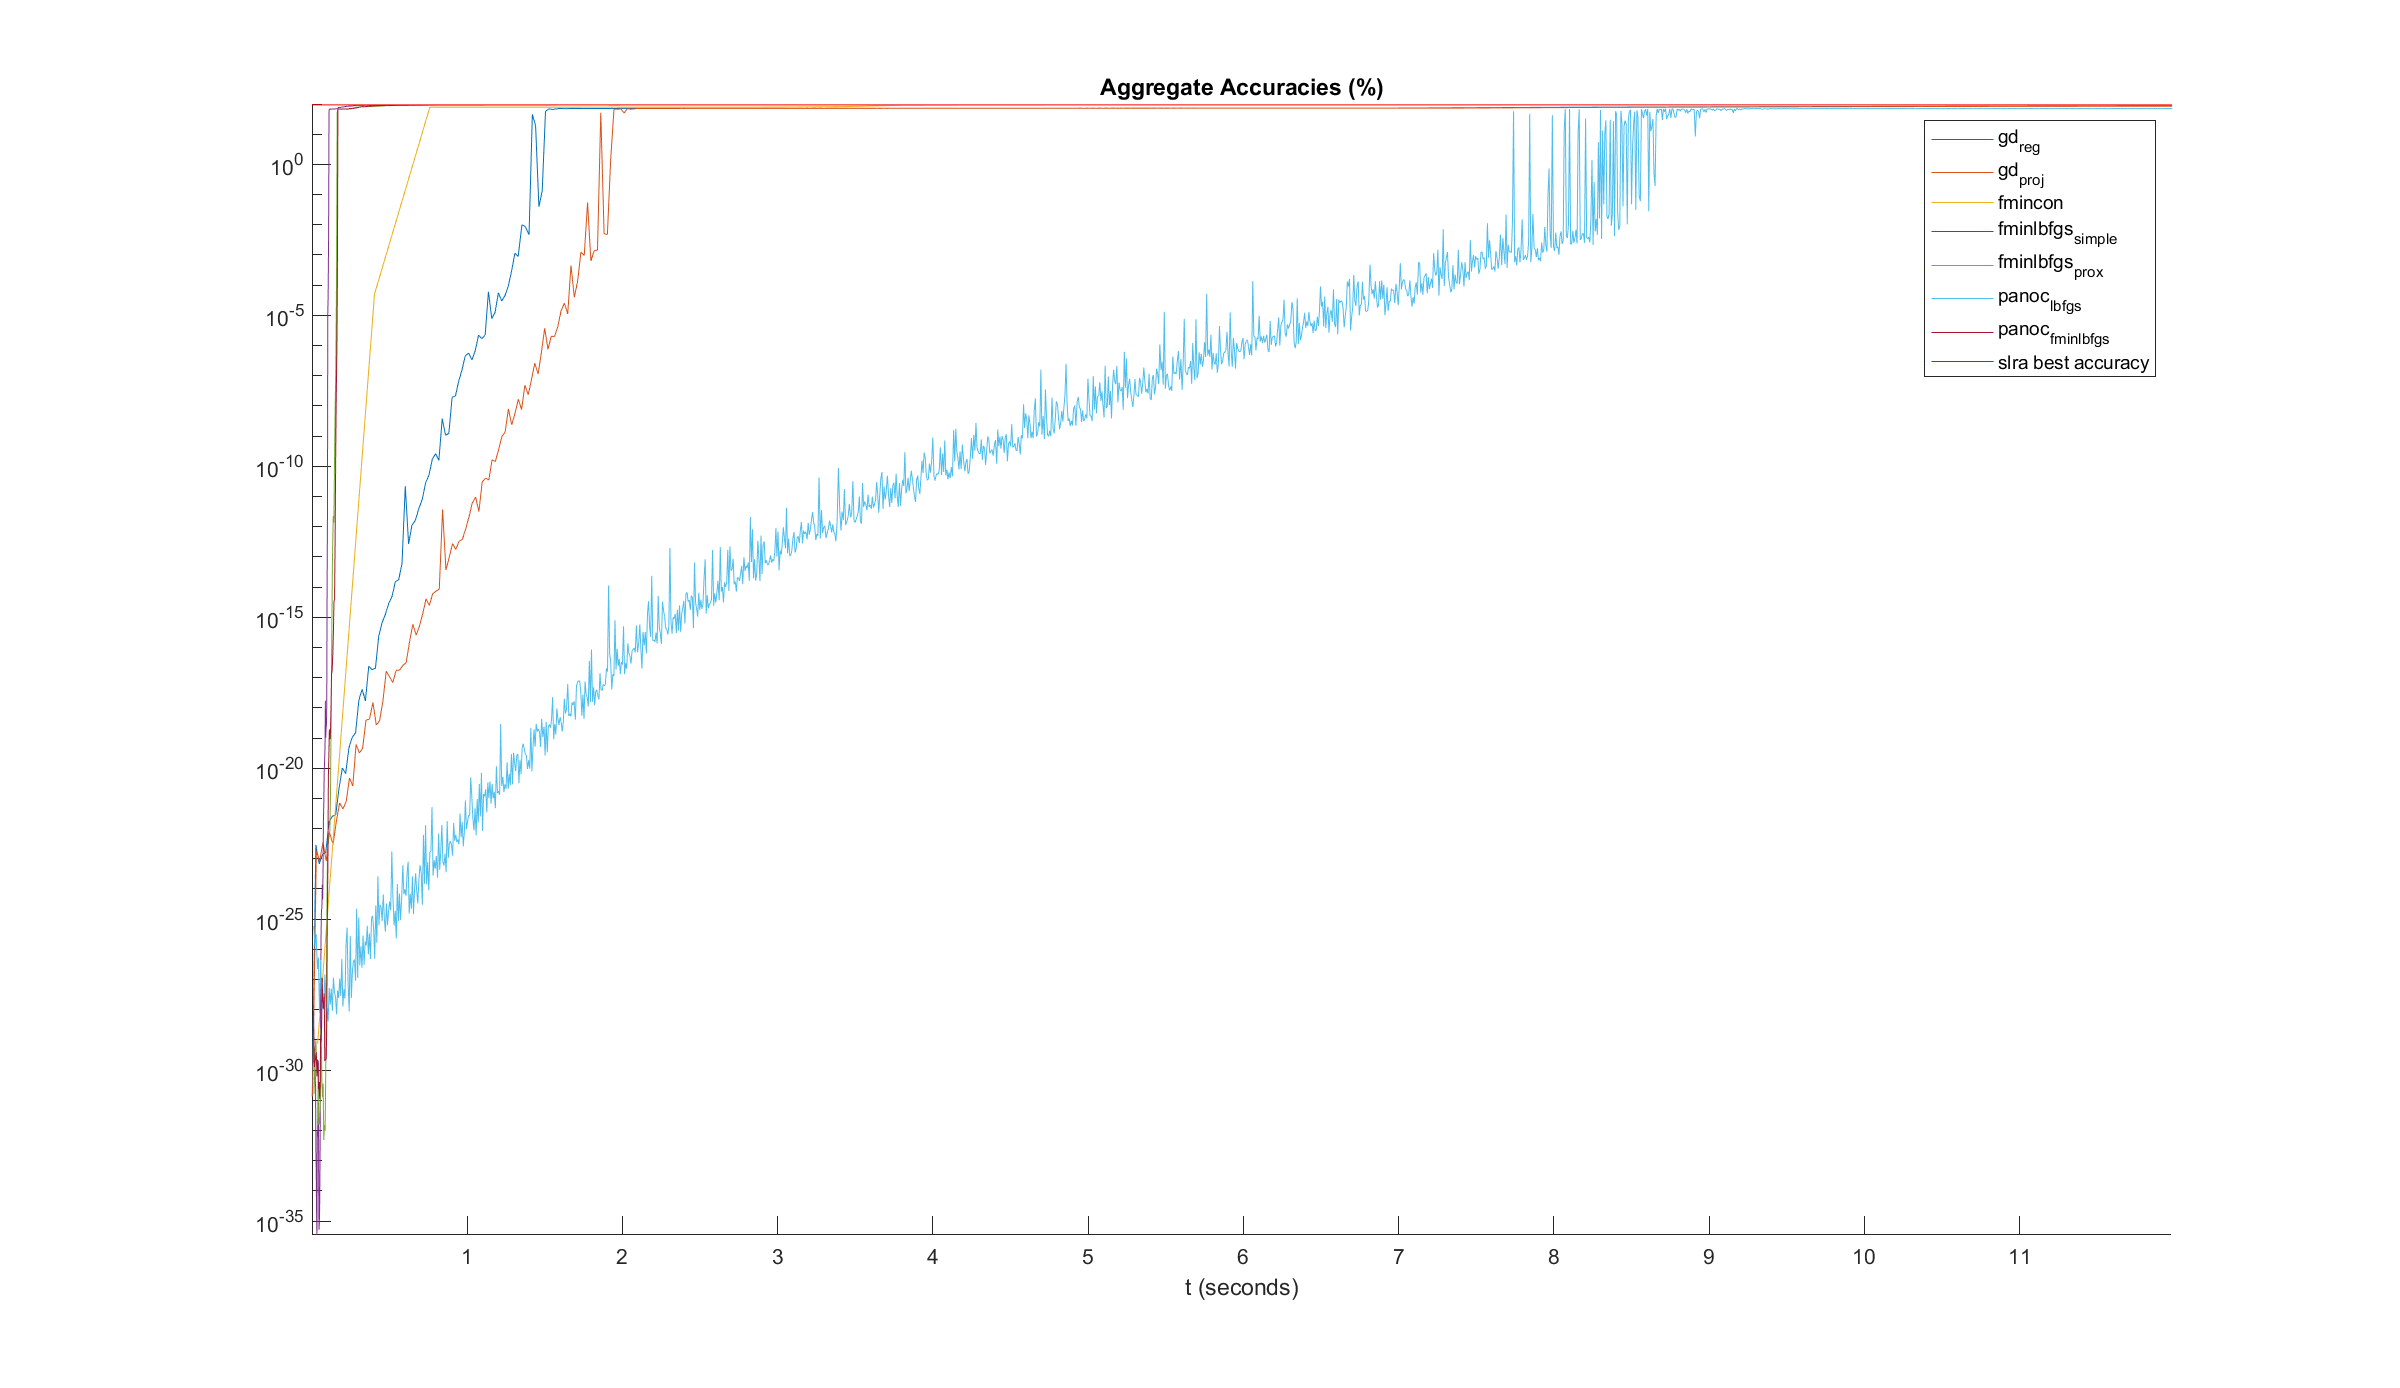 Aggregate Accuracies (%)
10^0
10^-5
10^-10
10^-15
10^-20
10^-25
10^-30
10^-35
gd_reg
gd_proj
fmincon
fminlbfgs_simple
fminlbfgs_prox
panoc_lbfgs
panoc_fminlbfgs
slra best accuracy
1 2 3 4 5 6 7 8 9 10 11
t (seconds)